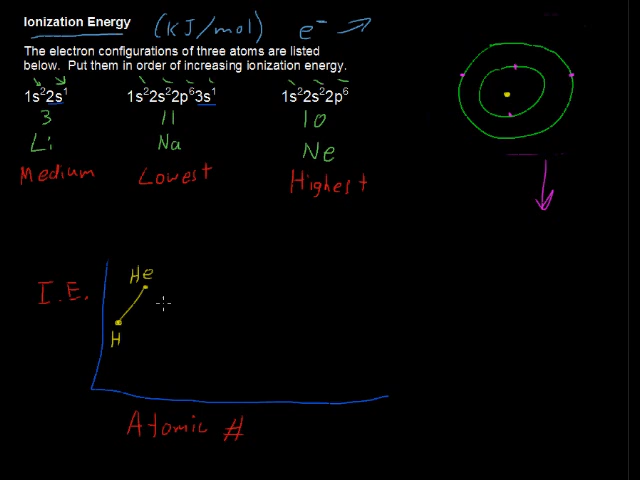 Ionization Energy (KJ/mol) e⁻
The electron configurations of three atoms are listed
below. Put them in order of increasing ionization energy.
1s²2s¹ 1s²2s²2p⁶3s¹ 1s²2s²2p⁶
3 11 10
Li Na Ne
Medium Lowest Highest
He
I.E.
H
Atomic #